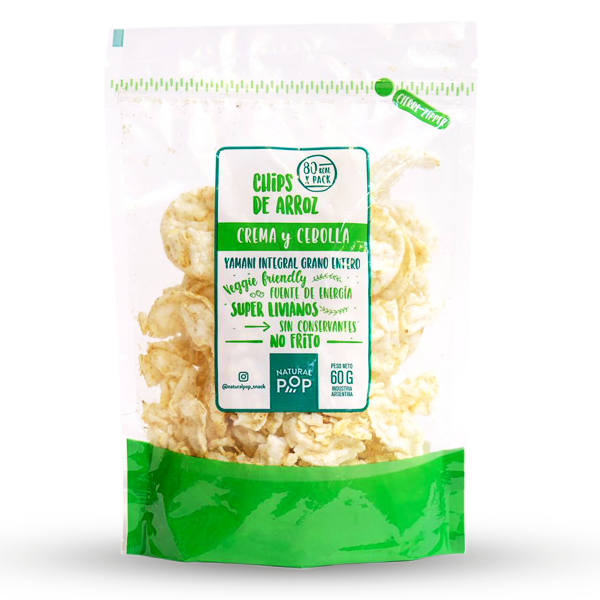 CIERRE-ZIPPER
80 KCAL
X PACK
CHIPS
DE ARROZ
CREMA y CEBOLLA
YAMANI INTEGRAL GRANO ENTERO
Veggie friendly
FUENTE DE ENERGÍA
SUPER LIVIANOS
SIN CONSERVANTES
NO FRITO
NATURAL
POP
@naturalpop_snack
PESO NETO
60 G
INDUSTRIA
ARGENTINA